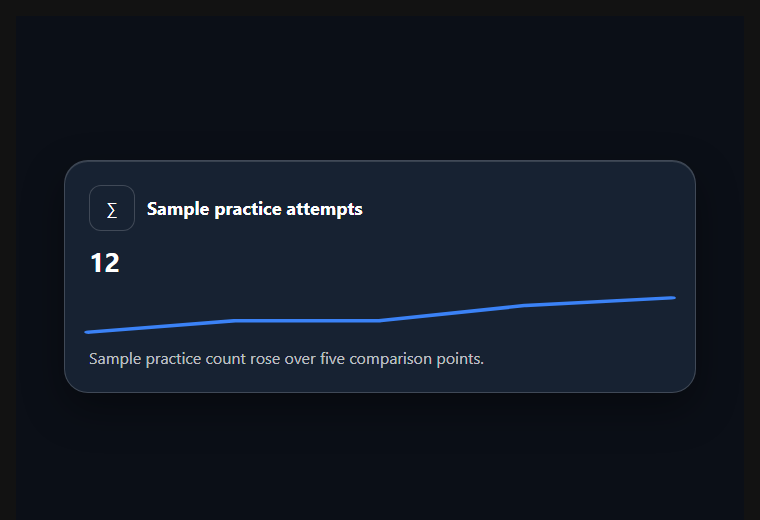 ∑
Sample practice attempts
12
Sample practice count rose over five comparison points.